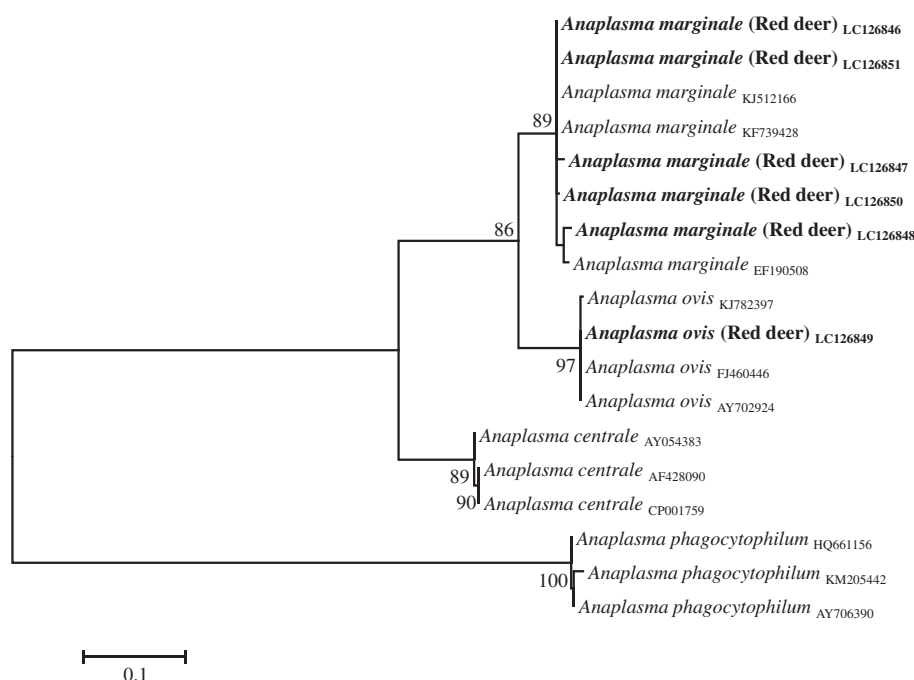 Anaplasma marginale (Red deer) LC126846
Anaplasma marginale (Red deer) LC126851
Anaplasma marginale KJ512166
89
Anaplasma marginale KF739428
Anaplasma marginale (Red deer) LC126847
Anaplasma marginale (Red deer) LC126850
86
Anaplasma marginale (Red deer) LC126848
Anaplasma marginale EF190508
Anaplasma ovis KJ782397
Anaplasma ovis (Red deer) LC126849
97
Anaplasma ovis FJ460446
Anaplasma ovis AY702924
Anaplasma centrale AY054383
89
Anaplasma centrale AF428090
90
Anaplasma centrale CP001759
Anaplasma phagocytophilum HQ661156
100
Anaplasma phagocytophilum KM205442
Anaplasma phagocytophilum AY706390
0.1